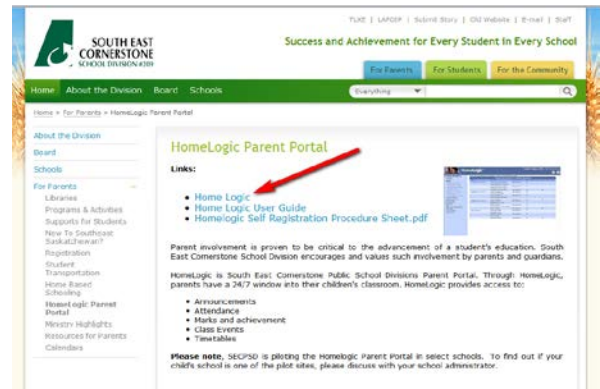 TLKE | LAFOIP | Submit Story | Old Website | E-mail | Staff
SOUTH EAST
CORNERSTONE
SCHOOL DIVISION #209
Success and Achievement for Every Student in Every School
For Parents For Students For the Community
Home About the Division Board Schools
Everything
Home » For Parents » HomeLogic Parent Portal
About the Division
Board
Schools
For Parents
Libraries
Programs & Activities
Supports for Students
New To Southeast
Saskatchewan?
Registration
Student
Transportation
Home Based
Schooling
HomeLogic Parent
Portal
Ministry Highlights
Resources for Parents
Calendars
HomeLogic Parent Portal
Links:
• Home Logic
• Home Logic User Guide
• Homelogic Self Registration Procedure Sheet.pdf
Parent involvement is proven to be critical to the advancement of a student's education. South
East Cornerstone School Division encourages and values such involvement by parents and guardians.
HomeLogic is South East Cornerstone Public School Divisions Parent Portal. Through HomeLogic,
parents have a 24/7 window into their children's classroom. HomeLogic provides access to:
• Announcements
• Attendance
• Marks and achievement
• Class Events
• Timetables
Please note, SECPSD is piloting the Homelogic Parent Portal in select schools. To find out if your
child's school is one of the pilot sites, please discuss with your school administrator.